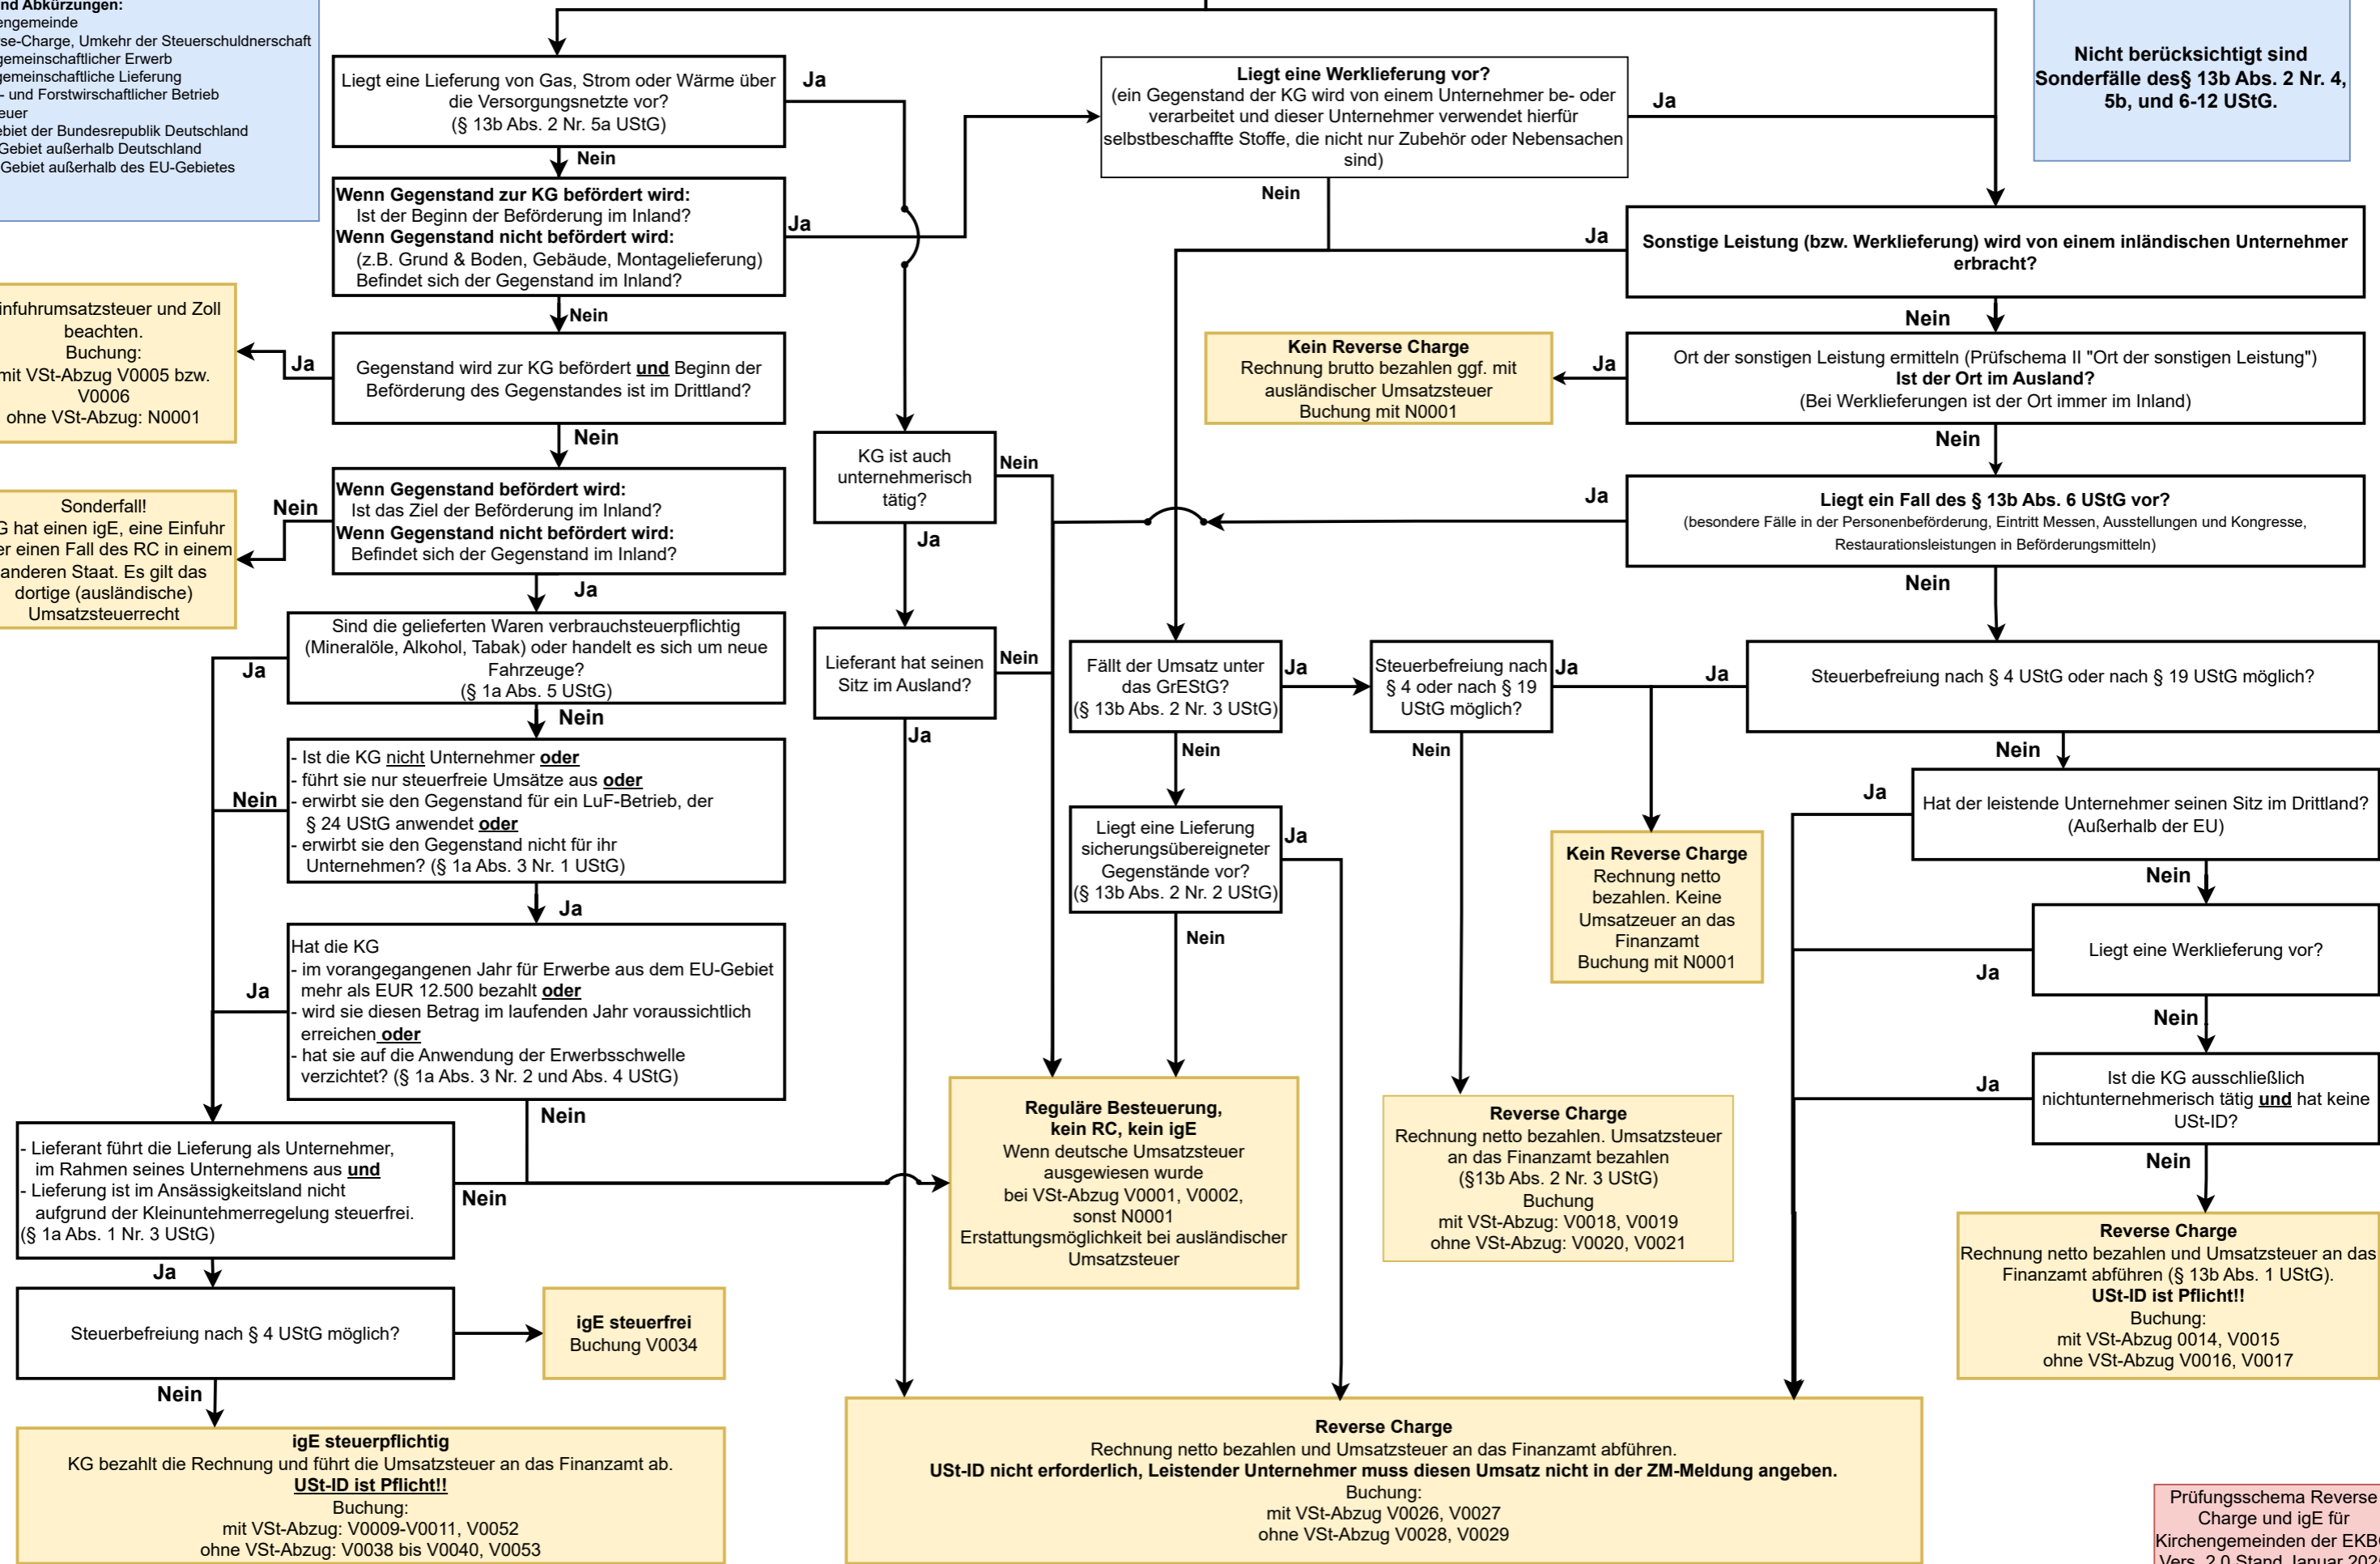 nd Abkürzungen:
engemeinde
se-Charge, Umkehr der Steuerschuldnerschaft
gemeinschaftlicher Erwerb
gemeinschaftliche Lieferung
- und Forstwirschaftlicher Betrieb
euer
ebiet der Bundesrepublik Deutschland
Gebiet außerhalb Deutschland
Gebiet außerhalb des EU-Gebietes
Liegt eine Lieferung von Gas, Strom oder Wärme über
die Versorgungsnetzte vor?
(§ 13b Abs. 2 Nr. 5a UStG)
Ja
Nein
Wenn Gegenstand zur KG befördert wird:
Ist der Beginn der Beförderung im Inland?
Wenn Gegenstand nicht befördert wird:
(z.B. Grund & Boden, Gebäude, Montagelieferung)
Befindet sich der Gegenstand im Inland?
Ja
Nein
Gegenstand wird zur KG befördert und Beginn der
Beförderung des Gegenstandes ist im Drittland?
Ja
infuhrumsatzsteuer und Zoll
beachten.
Buchung:
mit VSt-Abzug V0005 bzw.
V0006
ohne VSt-Abzug: N0001
Nein
Wenn Gegenstand befördert wird:
Ist das Ziel der Beförderung im Inland?
Wenn Gegenstand nicht befördert wird:
Befindet sich der Gegenstand im Inland?
Nein
Sonderfall!
G hat einen igE, eine Einfuhr
er einen Fall des RC in einem
anderen Staat. Es gilt das
dortige (ausländische)
Umsatzsteuerrecht
Ja
Sind die gelieferten Waren verbrauchsteuerpflichtig
(Mineralöle, Alkohol, Tabak) oder handelt es sich um neue
Fahrzeuge?
(§ 1a Abs. 5 UStG)
Ja
Nein
- Ist die KG nicht Unternehmer oder
- führt sie nur steuerfreie Umsätze aus oder
- erwirbt sie den Gegenstand für ein LuF-Betrieb, der
§ 24 UStG anwendet oder
- erwirbt sie den Gegenstand nicht für ihr
Unternehmen? (§ 1a Abs. 3 Nr. 1 UStG)
Nein
Ja
Hat die KG
- im vorangegangenen Jahr für Erwerbe aus dem EU-Gebiet
mehr als EUR 12.500 bezahlt oder
- wird sie diesen Betrag im laufenden Jahr voraussichtlich
erreichen oder
- hat sie auf die Anwendung der Erwerbsschwelle
verzichtet? (§ 1a Abs. 3 Nr. 2 und Abs. 4 UStG)
Ja
Nein
- Lieferant führt die Lieferung als Unternehmer,
im Rahmen seines Unternehmens aus und
- Lieferung ist im Ansässigkeitsland nicht
aufgrund der Kleinuntehmerregelung steuerfrei.
(§ 1a Abs. 1 Nr. 3 UStG)
Nein
Ja
Steuerbefreiung nach § 4 UStG möglich?
igE steuerfrei
Buchung V0034
Nein
igE steuerpflichtig
KG bezahlt die Rechnung und führt die Umsatzsteuer an das Finanzamt ab.
USt-ID ist Pflicht!!
Buchung:
mit VSt-Abzug: V0009-V0011, V0052
ohne VSt-Abzug: V0038 bis V0040, V0053
KG ist auch
unternehmerisch
tätig?
Nein
Ja
Lieferant hat seinen
Sitz im Ausland?
Nein
Ja
Liegt eine Werklieferung vor?
(ein Gegenstand der KG wird von einem Unternehmer be- oder
verarbeitet und dieser Unternehmer verwendet hierfür
selbstbeschaffte Stoffe, die nicht nur Zubehör oder Nebensachen
sind)
Ja
Nein
Nicht berücksichtigt sind
Sonderfälle des§ 13b Abs. 2 Nr. 4,
5b, und 6-12 UStG.
Sonstige Leistung (bzw. Werklieferung) wird von einem inländischen Unternehmer
erbracht?
Ja
Nein
Ort der sonstigen Leistung ermitteln (Prüfschema II "Ort der sonstigen Leistung")
Ist der Ort im Ausland?
(Bei Werklieferungen ist der Ort immer im Inland)
Ja
Kein Reverse Charge
Rechnung brutto bezahlen ggf. mit
ausländischer Umsatzsteuer
Buchung mit N0001
Nein
Liegt ein Fall des § 13b Abs. 6 UStG vor?
(besondere Fälle in der Personenbeförderung, Eintritt Messen, Ausstellungen und Kongresse,
Restaurationsleistungen in Beförderungsmitteln)
Ja
Nein
Fällt der Umsatz unter
das GrEStG?
(§ 13b Abs. 2 Nr. 3 UStG)
Ja
Nein
Steuerbefreiung nach
§ 4 oder nach § 19
UStG möglich?
Ja
Nein
Steuerbefreiung nach § 4 UStG oder nach § 19 UStG möglich?
Ja
Nein
Liegt eine Lieferung
sicherungsübereigneter
Gegenstände vor?
(§ 13b Abs. 2 Nr. 2 UStG)
Ja
Nein
Kein Reverse Charge
Rechnung netto
bezahlen. Keine
Umsatzeuer an das
Finanzamt
Buchung mit N0001
Hat der leistende Unternehmer seinen Sitz im Drittland?
(Außerhalb der EU)
Ja
Nein
Liegt eine Werklieferung vor?
Ja
Nein
Ist die KG ausschließlich
nichtunternehmerisch tätig und hat keine
USt-ID?
Ja
Nein
Reguläre Besteuerung,
kein RC, kein igE
Wenn deutsche Umsatzsteuer
ausgewiesen wurde
bei VSt-Abzug V0001, V0002,
sonst N0001
Erstattungsmöglichkeit bei ausländischer
Umsatzsteuer
Reverse Charge
Rechnung netto bezahlen. Umsatzsteuer
an das Finanzamt bezahlen
(§13b Abs. 2 Nr. 3 UStG)
Buchung
mit VSt-Abzug: V0018, V0019
ohne VSt-Abzug: V0020, V0021
Reverse Charge
Rechnung netto bezahlen und Umsatzsteuer an das
Finanzamt abführen (§ 13b Abs. 1 UStG).
USt-ID ist Pflicht!!
Buchung:
mit VSt-Abzug 0014, V0015
ohne VSt-Abzug V0016, V0017
Reverse Charge
Rechnung netto bezahlen und Umsatzsteuer an das Finanzamt abführen.
USt-ID nicht erforderlich, Leistender Unternehmer muss diesen Umsatz nicht in der ZM-Meldung angeben.
Buchung:
mit VSt-Abzug V0026, V0027
ohne VSt-Abzug V0028, V0029
Prüfungsschema Reverse
Charge und igE für
Kirchengemeinden der EKB
Vers. 2.0 Stand Januar